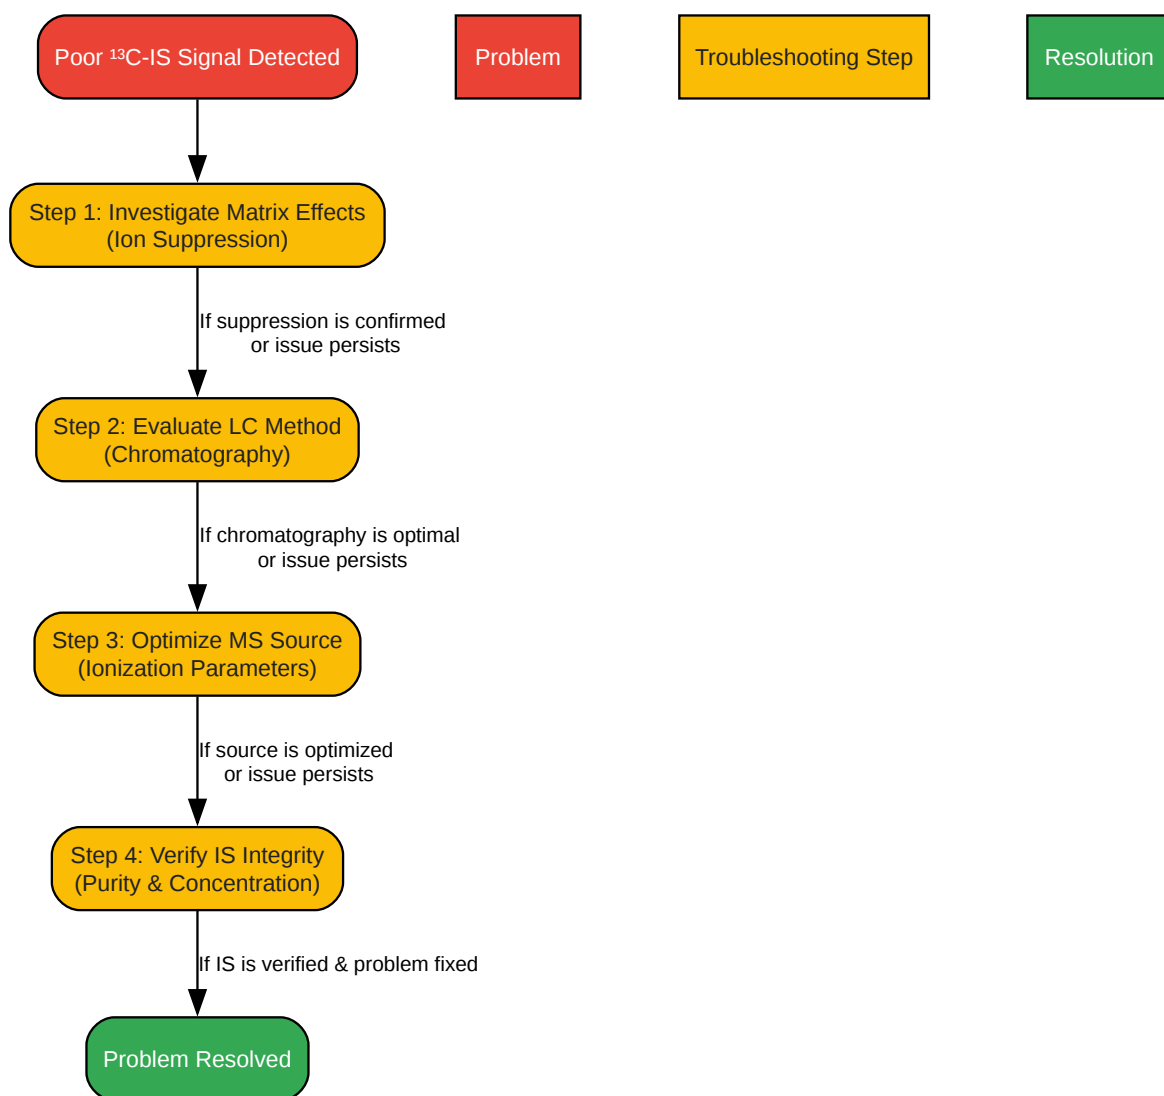 Poor ¹³C-IS Signal Detected
Problem
Troubleshooting Step
Resolution
Step 1: Investigate Matrix Effects
(Ion Suppression)
If suppression is confirmed
or issue persists
Step 2: Evaluate LC Method
(Chromatography)
If chromatography is optimal
or issue persists
Step 3: Optimize MS Source
(Ionization Parameters)
If source is optimized
or issue persists
Step 4: Verify IS Integrity
(Purity & Concentration)
If IS is verified & problem fixed
Problem Resolved